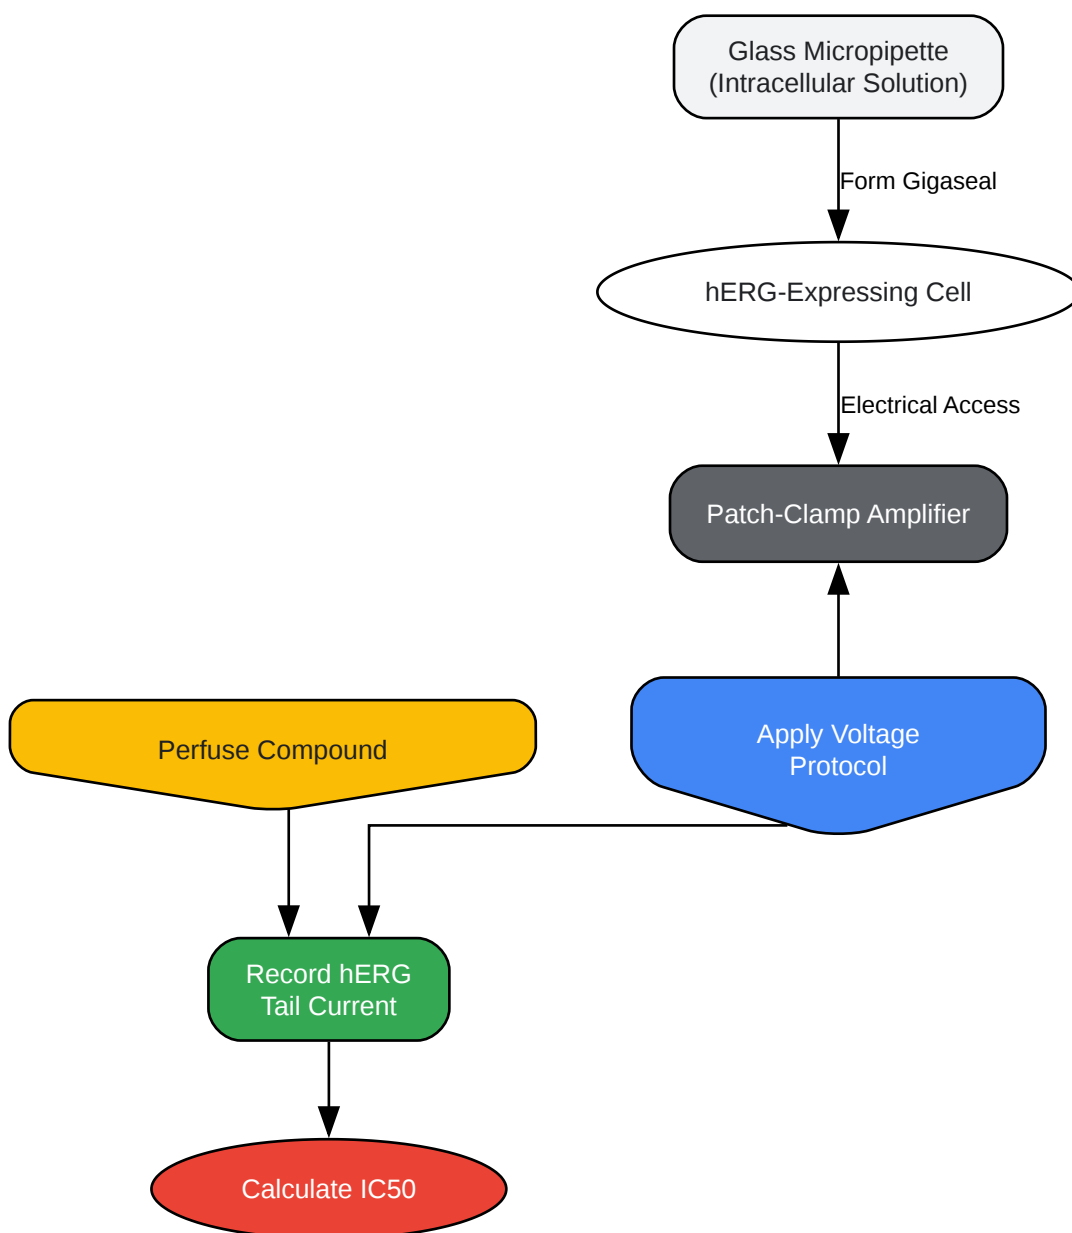 Glass Micropipette
(Intracellular Solution)
Form Gigaseal
hERG-Expressing Cell
Electrical Access
Patch-Clamp Amplifier
Apply Voltage
Protocol
Perfuse Compound
Record hERG
Tail Current
Calculate IC50